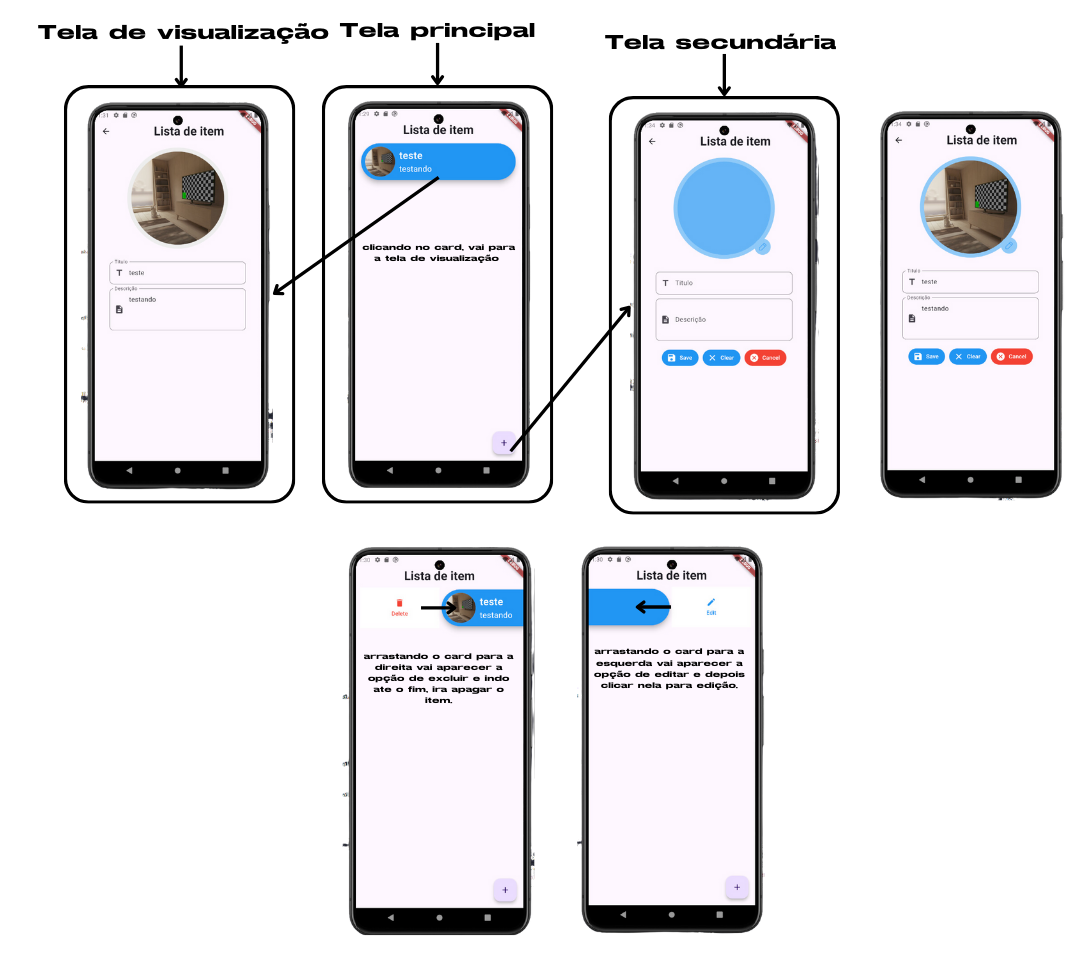 Tela de visualização
Tela principal
Tela secundária
Lista de item
Título
teste
Descrição
testando
Lista de item
teste
testando
clicando no card, vai para
a tela de visualização
+
Lista de item
Título
Descrição
Save
Clear
Cancel
Lista de item
Título
teste
Descrição
testando
Save
Clear
Cancel
Lista de item
Delete
teste
testando
arrastando o card para a
direita vai aparecer a
opção de excluir e indo
ate o fim, ira apagar o
item.
+
Lista de item
Edit
arrastando o card para a
esquerda vai aparecer a
opção de editar e depois
clicar nela para edição.
+